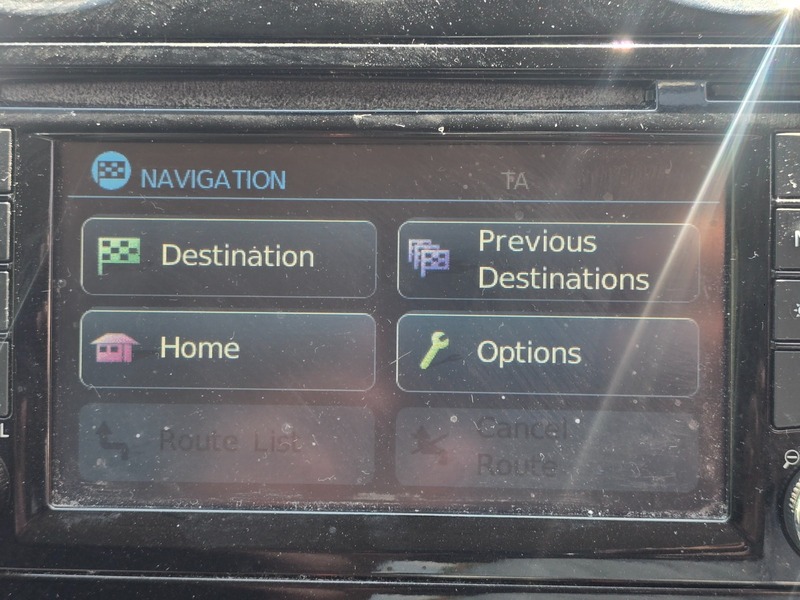 NAVIGATION
TA
Destination
Previous
Destinations
Home
Options
Route List
Cancel
Route
L